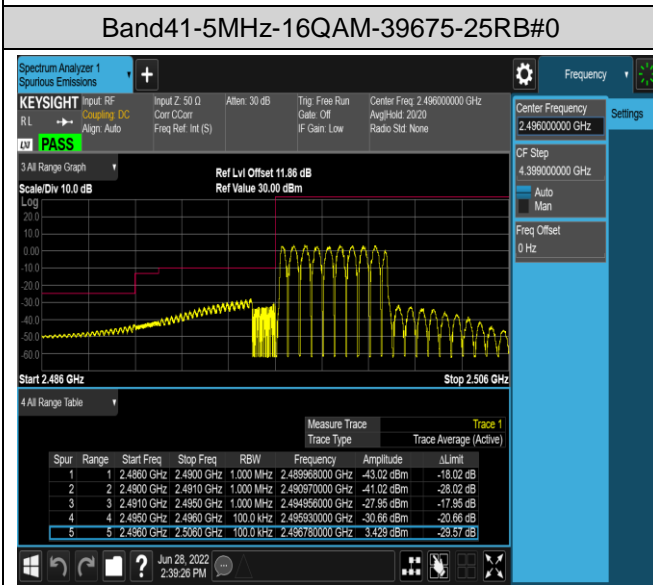 Band41-5MHz-16QAM-39675-25RB#0
Spectrum Analyzer 1
Spurious Emissions
+
Frequency
KEYSIGHT
RL
LXI
PASS
Input: RF
Coupling: DC
Align: Auto
Input Z: 50 Ω
Corr CCorr
Freq Ref: Int (S)
Atten: 30 dB
Trig: Free Run
Gate: Off
IF Gain: Low
Center Freq: 2.496000000 GHz
Avg|Hold: 20/20
Radio Std: None
Center Frequency
2.496000000 GHz
Settings
CF Step
4.399000000 GHz
Auto
Man
Freq Offset
0 Hz
3 All Range Graph
Scale/Div 10.0 dB
Ref Lvl Offset 11.86 dB
Ref Value 30.00 dBm
Log
20.0
10.0
0.00
-10.0
-20.0
-30.0
-40.0
-50.0
-60.0
Start 2.486 GHz
Stop 2.506 GHz
4 All Range Table
Measure Trace Trace 1
Trace Type Trace Average (Active)
Spur Range Start Freq Stop Freq RBW Frequency Amplitude ΔLimit
1 1 2.4860 GHz 2.4900 GHz 1.000 MHz 2.489968000 GHz -43.02 dBm -18.02 dB
2 2 2.4900 GHz 2.4910 GHz 1.000 MHz 2.490970000 GHz -41.02 dBm -28.02 dB
3 3 2.4910 GHz 2.4950 GHz 1.000 MHz 2.494956000 GHz -27.95 dBm -17.95 dB
4 4 2.4950 GHz 2.4960 GHz 100.0 kHz 2.495930000 GHz -30.66 dBm -20.66 dB
5 5 2.4960 GHz 2.5060 GHz 100.0 kHz 2.496780000 GHz 3.429 dBm -29.57 dB
?
Jun 28, 2022
2:39:26 PM